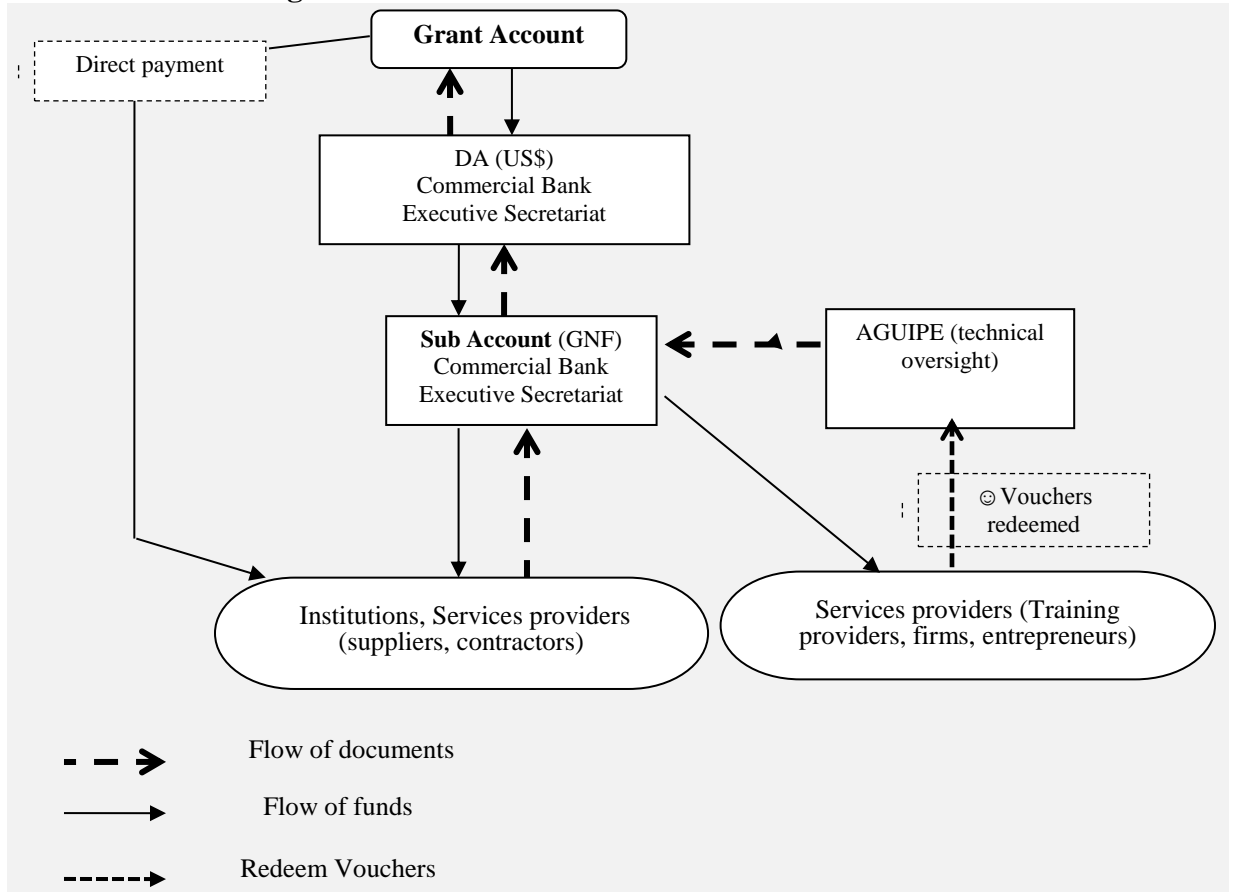 Grant Account
Direct payment
DA (US$)
Commercial Bank
Executive Secretariat
Sub Account (GNF)
Commercial Bank
Executive Secretariat
AGUIPE (technical
oversight)
☺Vouchers
redeemed
Institutions, Services providers
(suppliers, contractors)
Services providers (Training
providers, firms, entrepreneurs)
Flow of documents
Flow of funds
Redeem Vouchers